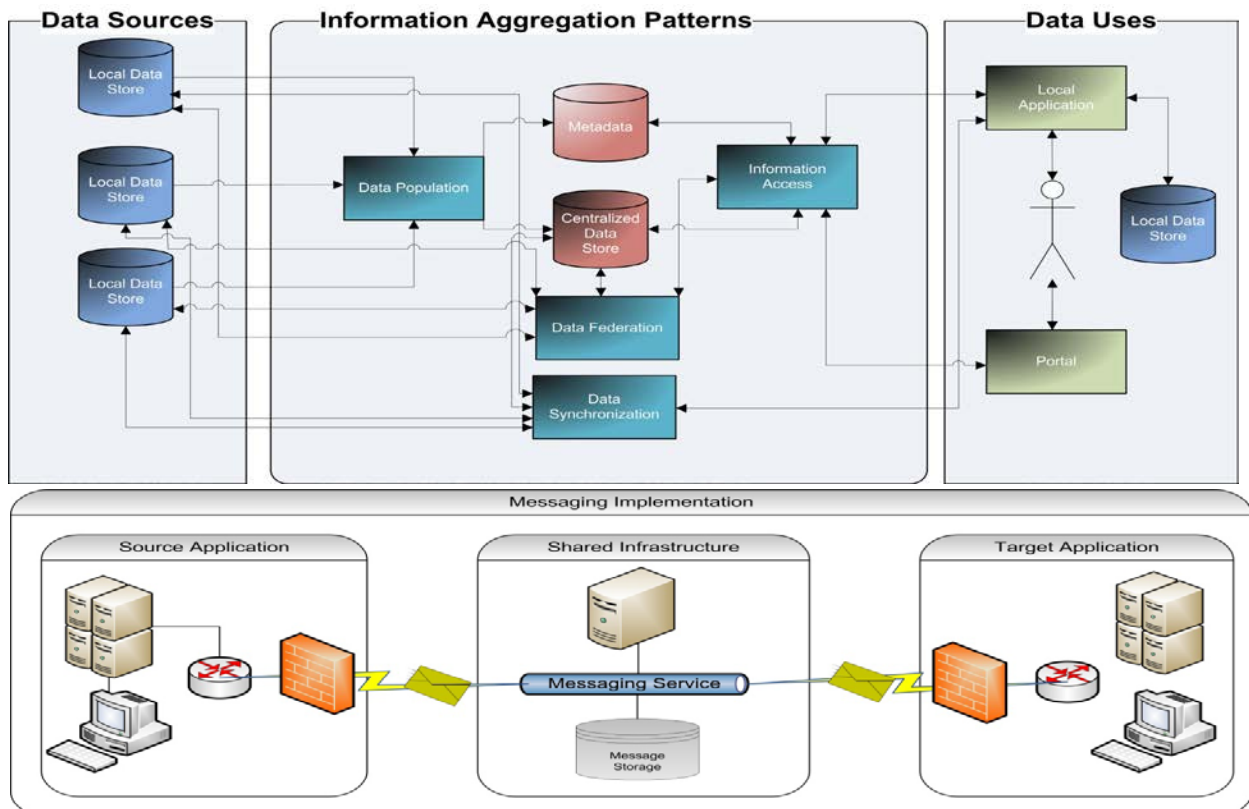 Data Sources
Information Aggregation Patterns
Data Uses
Local Data
Store
Local Data
Store
Local Data
Store
Metadata
Data Population
Centralized
Data
Store
Information
Access
Data Federation
Data
Synchronization
Local
Application
Local Data
Store
Portal
Messaging Implementation
Source Application
Shared Infrastructure
Target Application
Messaging Service
Message
Storage